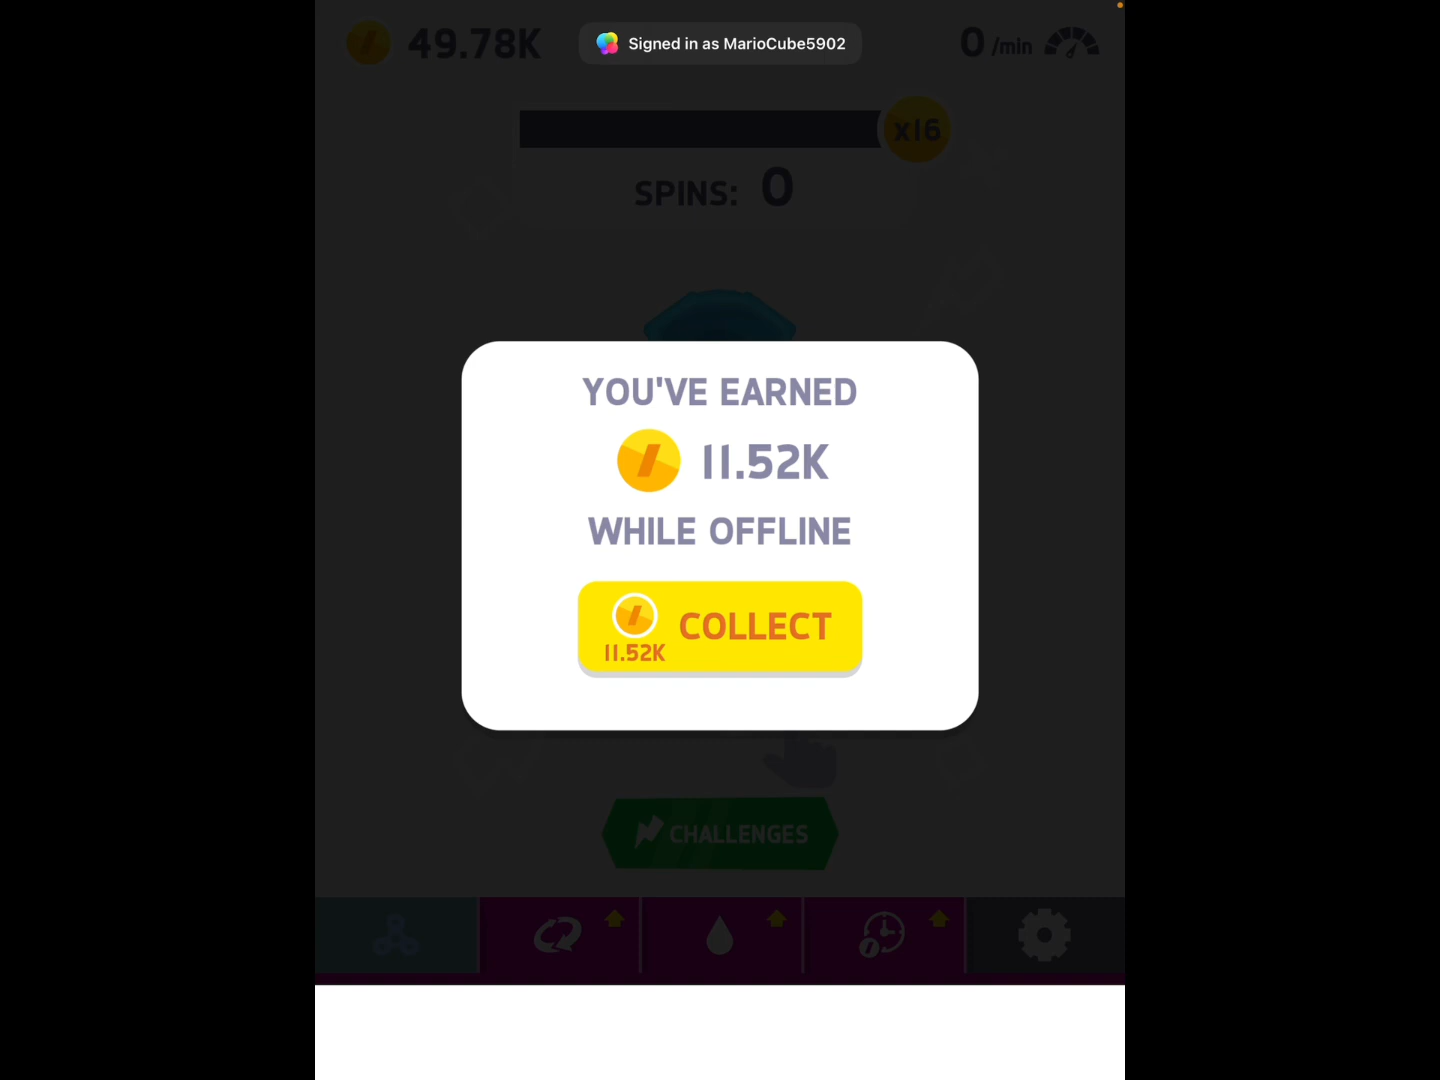 49.78K
Signed in as MarioCube5902
0 /min
x16
SPINS: 0
YOU'VE EARNED
11.52K
WHILE OFFLINE
COLLECT
11.52K
CHALLENGES